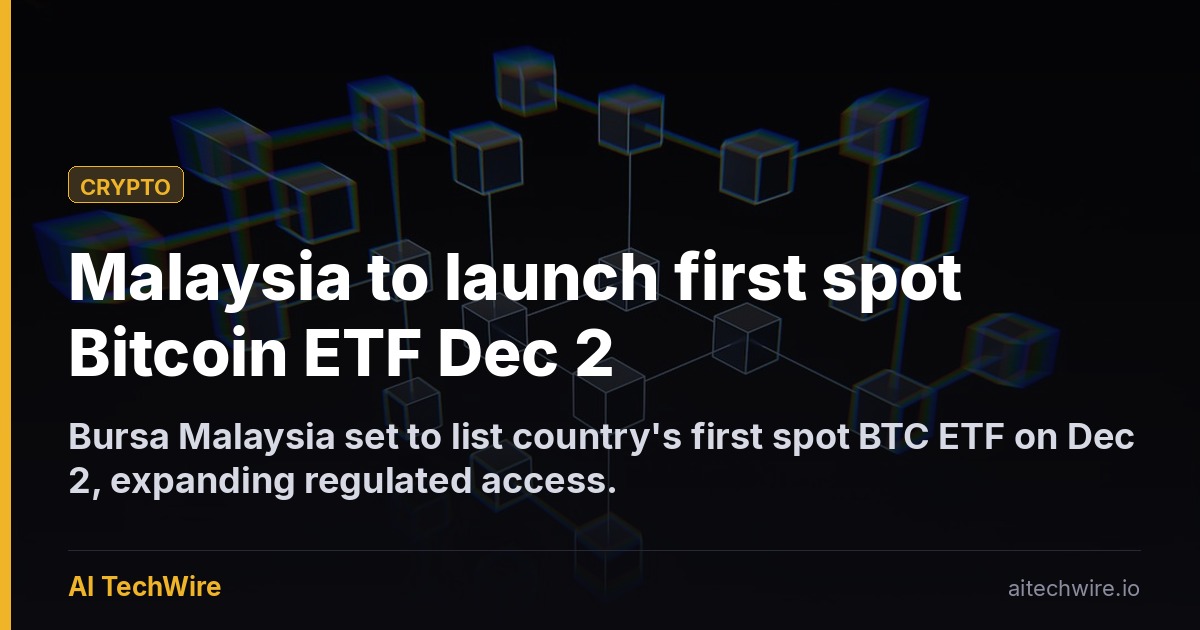 CRYPTO
Malaysia to launch first spot
Bitcoin ETF Dec 2
Bursa Malaysia set to list country's first spot BTC ETF on Dec
2, expanding regulated access.
AI TechWire
aitechwire.io